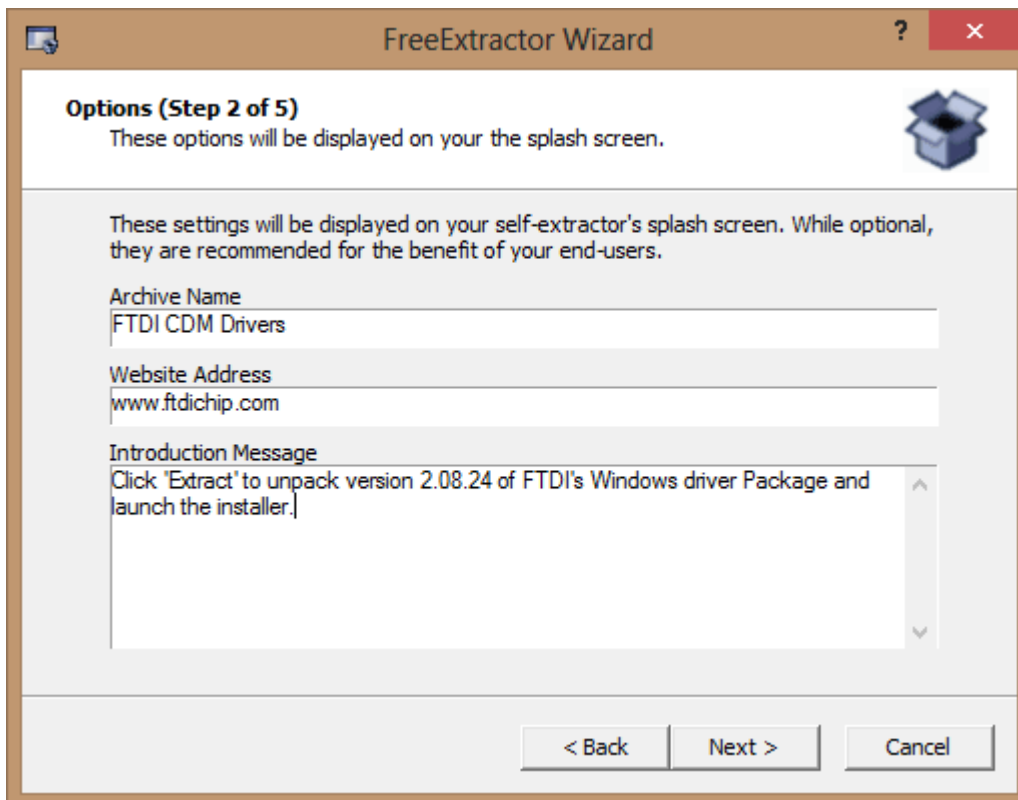 FreeExtractor Wizard
?
Options (Step 2 of 5)
These options will be displayed on your the splash screen.
These settings will be displayed on your self-extractor's splash screen. While optional,
they are recommended for the benefit of your end-users.
Archive Name
FTDI CDM Drivers
Website Address
www.ftdichip.com
Introduction Message
Click "Extract" to unpack version 2.08.24 of FTDI's Windows driver Package and
launch the installer.
< Back Next > Cancel